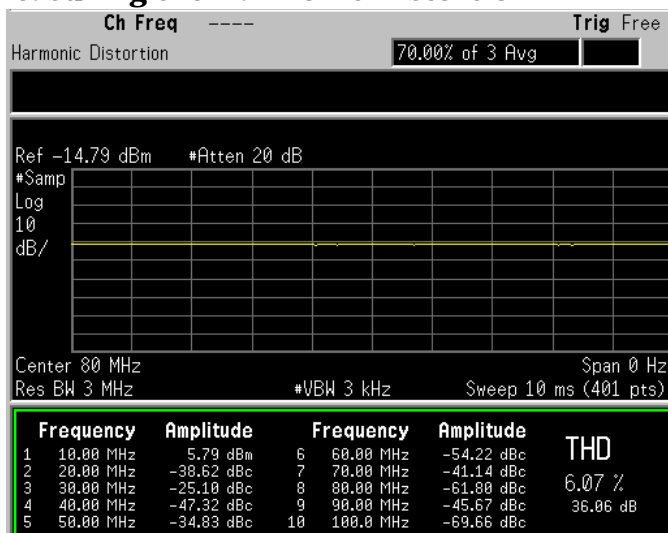 Ch Freq ---- Trig Free
Harmonic Distortion 70.00% of 3 Avg
Ref -14.79 dBm #Atten 20 dB
#Samp
Log
10
dB/
Center 80 MHz Span 0 Hz
Res BW 3 MHz #VBW 3 kHz Sweep 10 ms (401 pts)
Frequency Amplitude Frequency Amplitude THD
1 10.00 MHz 5.79 dBm 6 60.00 MHz -54.22 dBc
2 20.00 MHz -38.62 dBc 7 70.00 MHz -41.14 dBc
3 30.00 MHz -25.10 dBc 8 80.00 MHz -61.80 dBc 6.07 %
4 40.00 MHz -47.32 dBc 9 90.00 MHz -45.67 dBc 36.06 dB
5 50.00 MHz -34.83 dBc 10 100.0 MHz -69.66 dBc